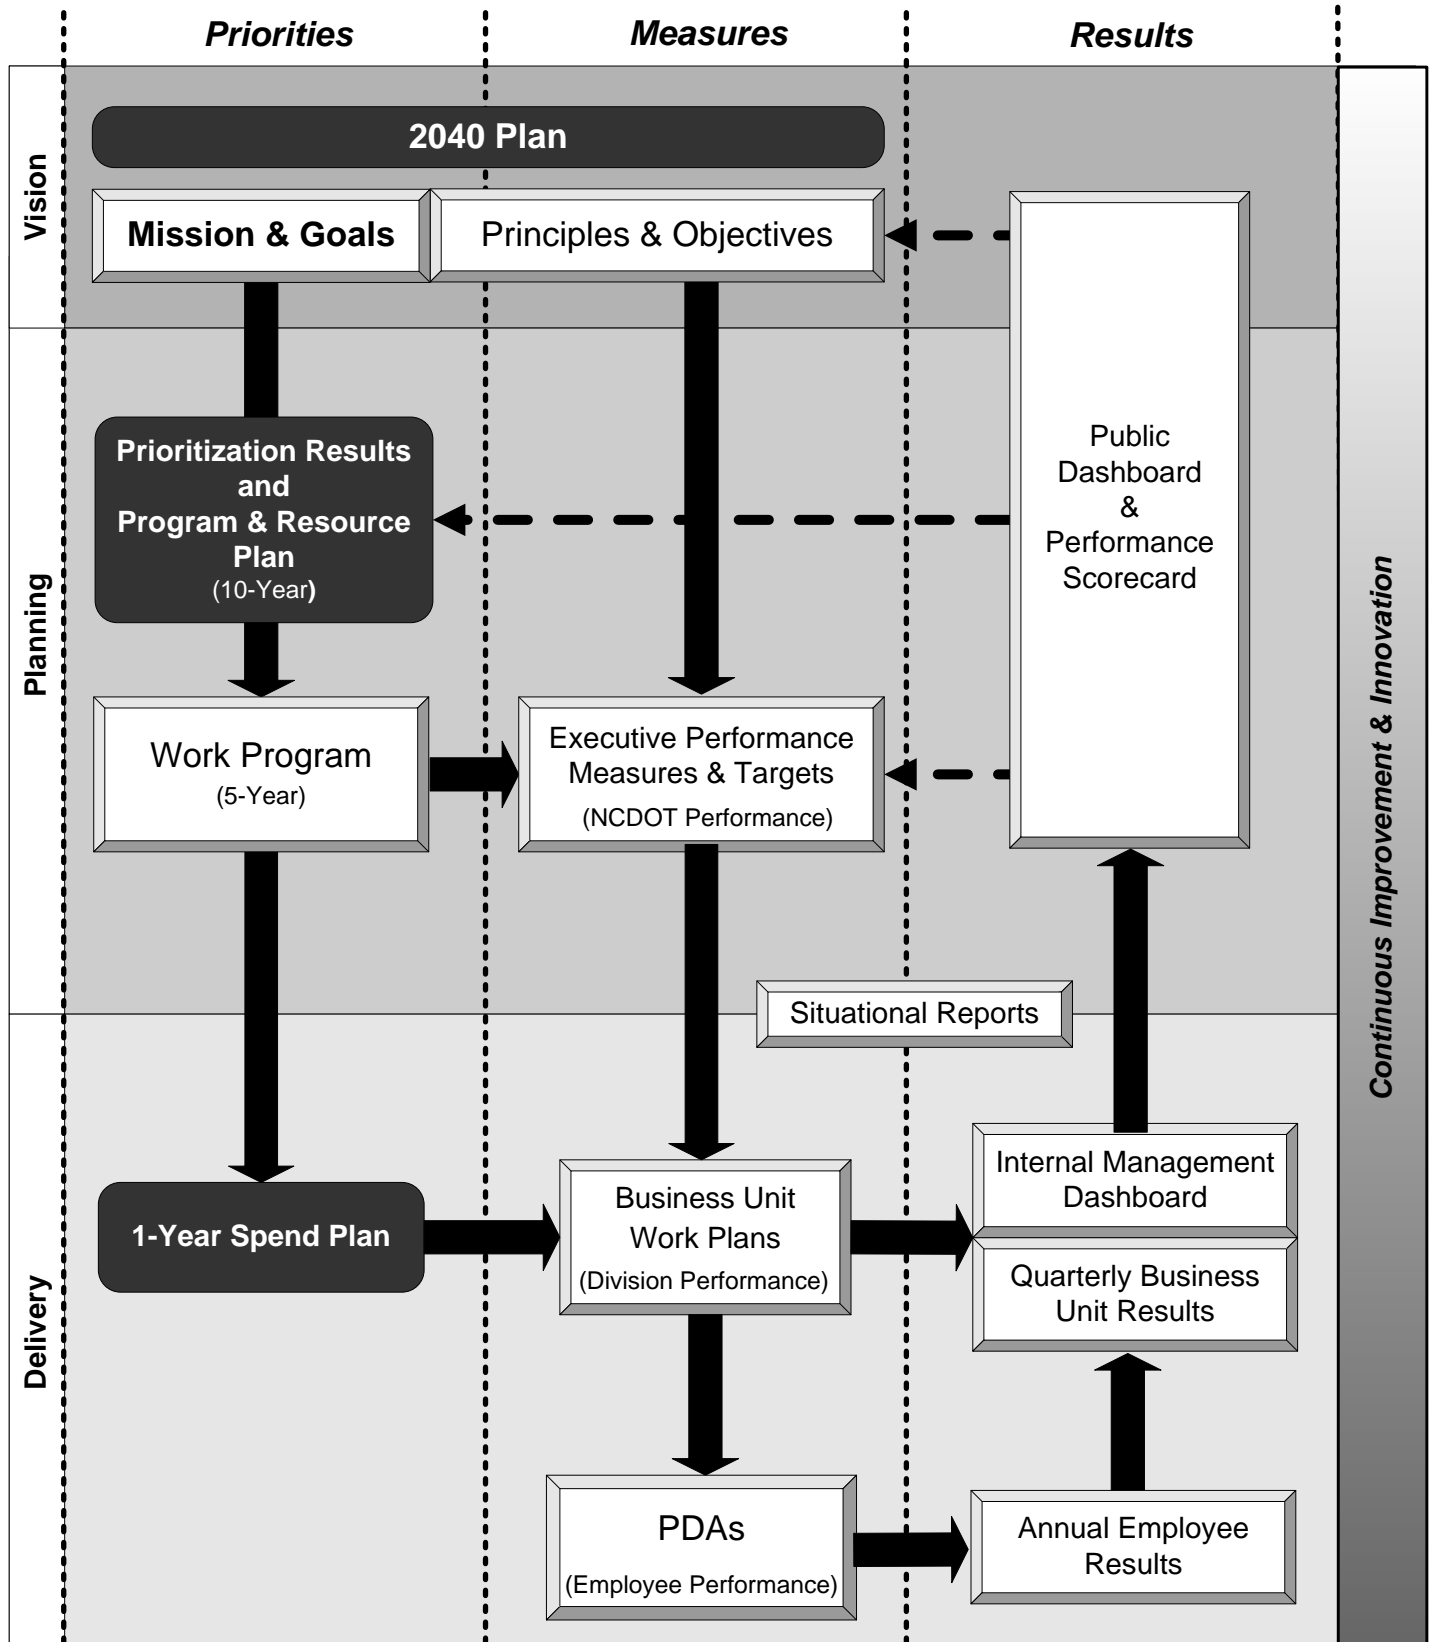 Priorities
Measures
Results
Vision
2040 Plan
Mission & Goals
Principles & Objectives
Planning
Prioritization Results
and
Program & Resource
Plan
(10-Year)
Public
Dashboard
&
Performance
Scorecard
Work Program
(5-Year)
Executive Performance
Measures & Targets
(NCDOT Performance)
Continuous Improvement & Innovation
Situational Reports
Delivery
1-Year Spend Plan
Business Unit
Work Plans
(Division Performance)
Internal Management
Dashboard
Quarterly Business
Unit Results
PDAs
(Employee Performance)
Annual Employee
Results